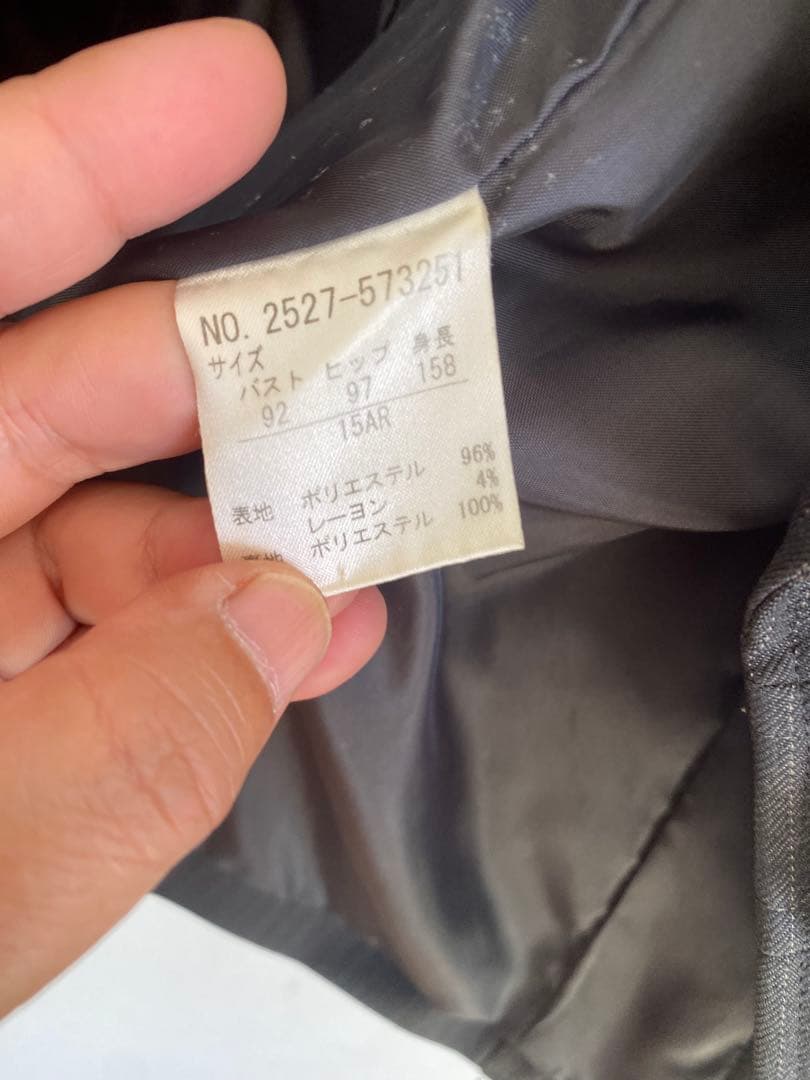 NO. 2527-573251
サイズ
バスト ヒップ 身長
92 97 158
15AR
表地 ポリエステル 96%
レーヨン 4%
裏地 ポリエステル 100%